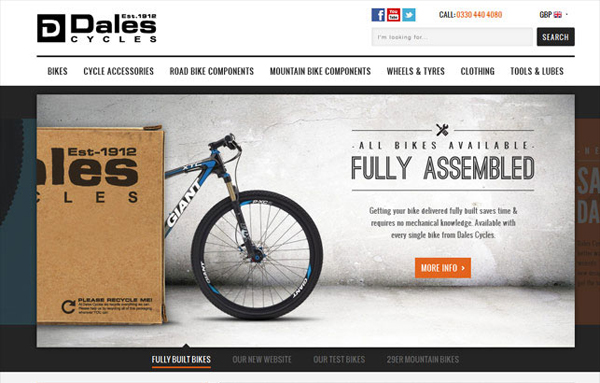 Est.1912
D Dales
CYCLES
f You Tube
CALL: 0330 440 4080
GBP
I'm looking for...
SEARCH
BIKES CYCLE ACCESSORIES ROAD BIKE COMPONENTS MOUNTAIN BIKE COMPONENTS WHEELS & TYRES CLOTHING TOOLS & LUBES
Est-1912
ales
CLES
PLEASE RECYCLE ME!
XTC
GIANT
GIANT
GIANT
·ALL BIKES AVAILABLE·
FULLY ASSEMBLED
Getting your bike delivered fully built saves time &
requires no mechanical knowledge. Available with
every single bike from Dales Cycles.
MORE INFO >
SA
DA
FULLY BUILT BIKES OUR NEW WEBSITE OUR TEST BIKES 29ER MOUNTAIN BIKES